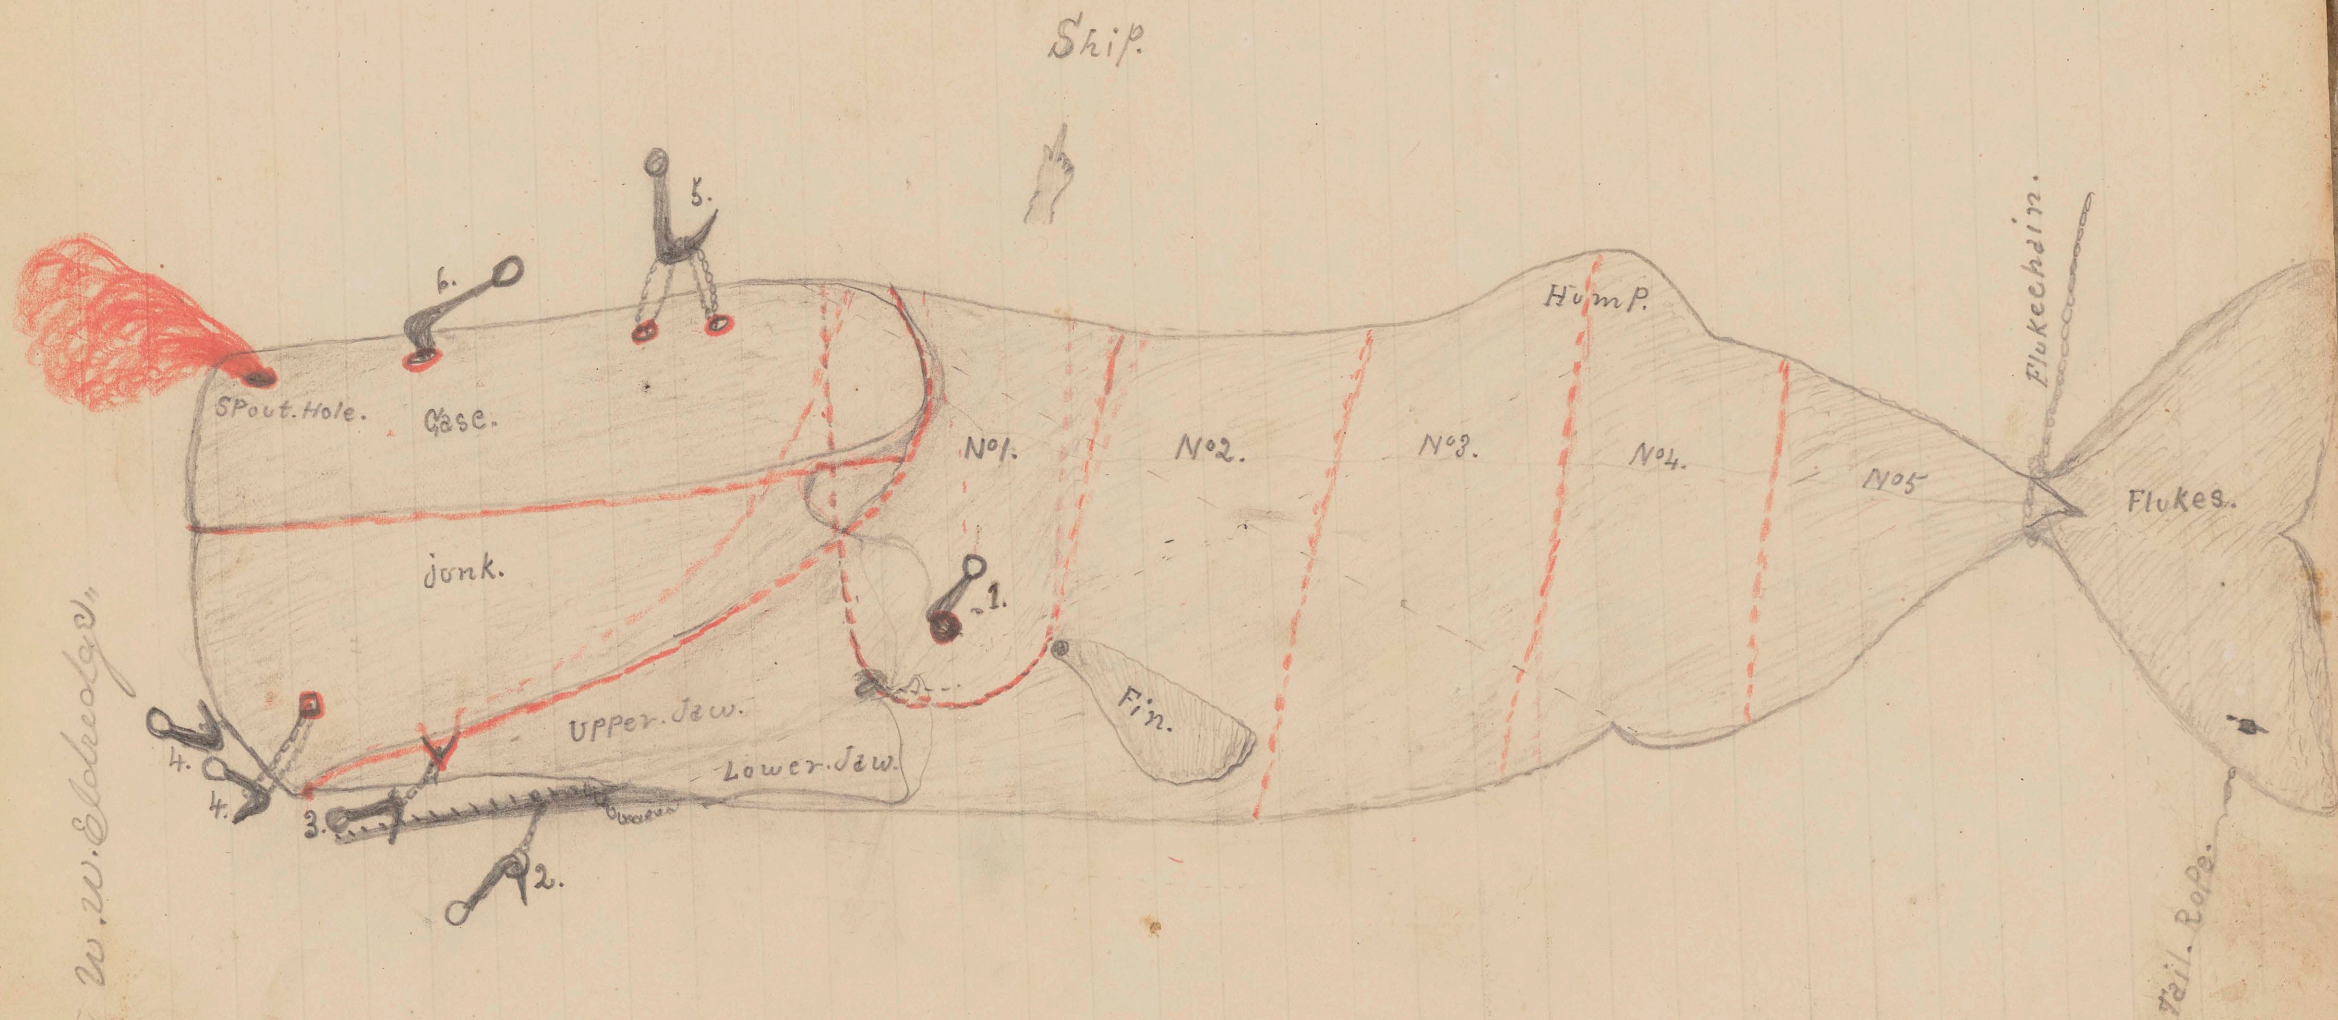 Ship.
5.
6.
Flukechain.
Hump.
Spout. Hole.
Case.
No1.
No2.
No3.
No4.
No5
Flukes.
junk.
1.
W. W. Eldredge,,
Fin.
Upper. Jaw.
Lower. Jaw.
4.
4.
3.
2.
Tail. Rope.